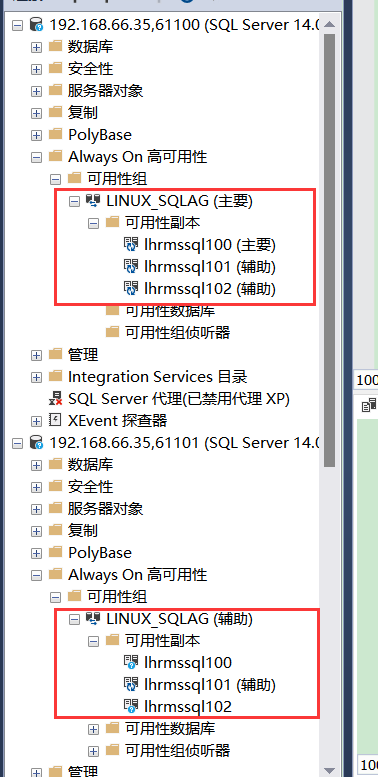 192.168.66.35,61100 (SQL Server 14.0
数据库
安全性
服务器对象
复制
PolyBase
Always On 高可用性
可用性组
LINUX_SQLAG (主要)
可用性副本
lhrmssql100 (主要)
lhrmssql101 (辅助)
lhrmssql102 (辅助)
可用性数据库
可用性组侦听器
管理
Integration Services 目录
100
SQL Server 代理(已禁用代理 XP)
XEvent 探查器
192.168.66.35,61101 (SQL Server 14.0
数据库
安全性
服务器对象
复制
PolyBase
Always On 高可用性
可用性组
LINUX_SQLAG (辅助)
可用性副本
lhrmssql100
lhrmssql101 (辅助)
lhrmssql102
可用性数据库
可用性组侦听器
管理
100